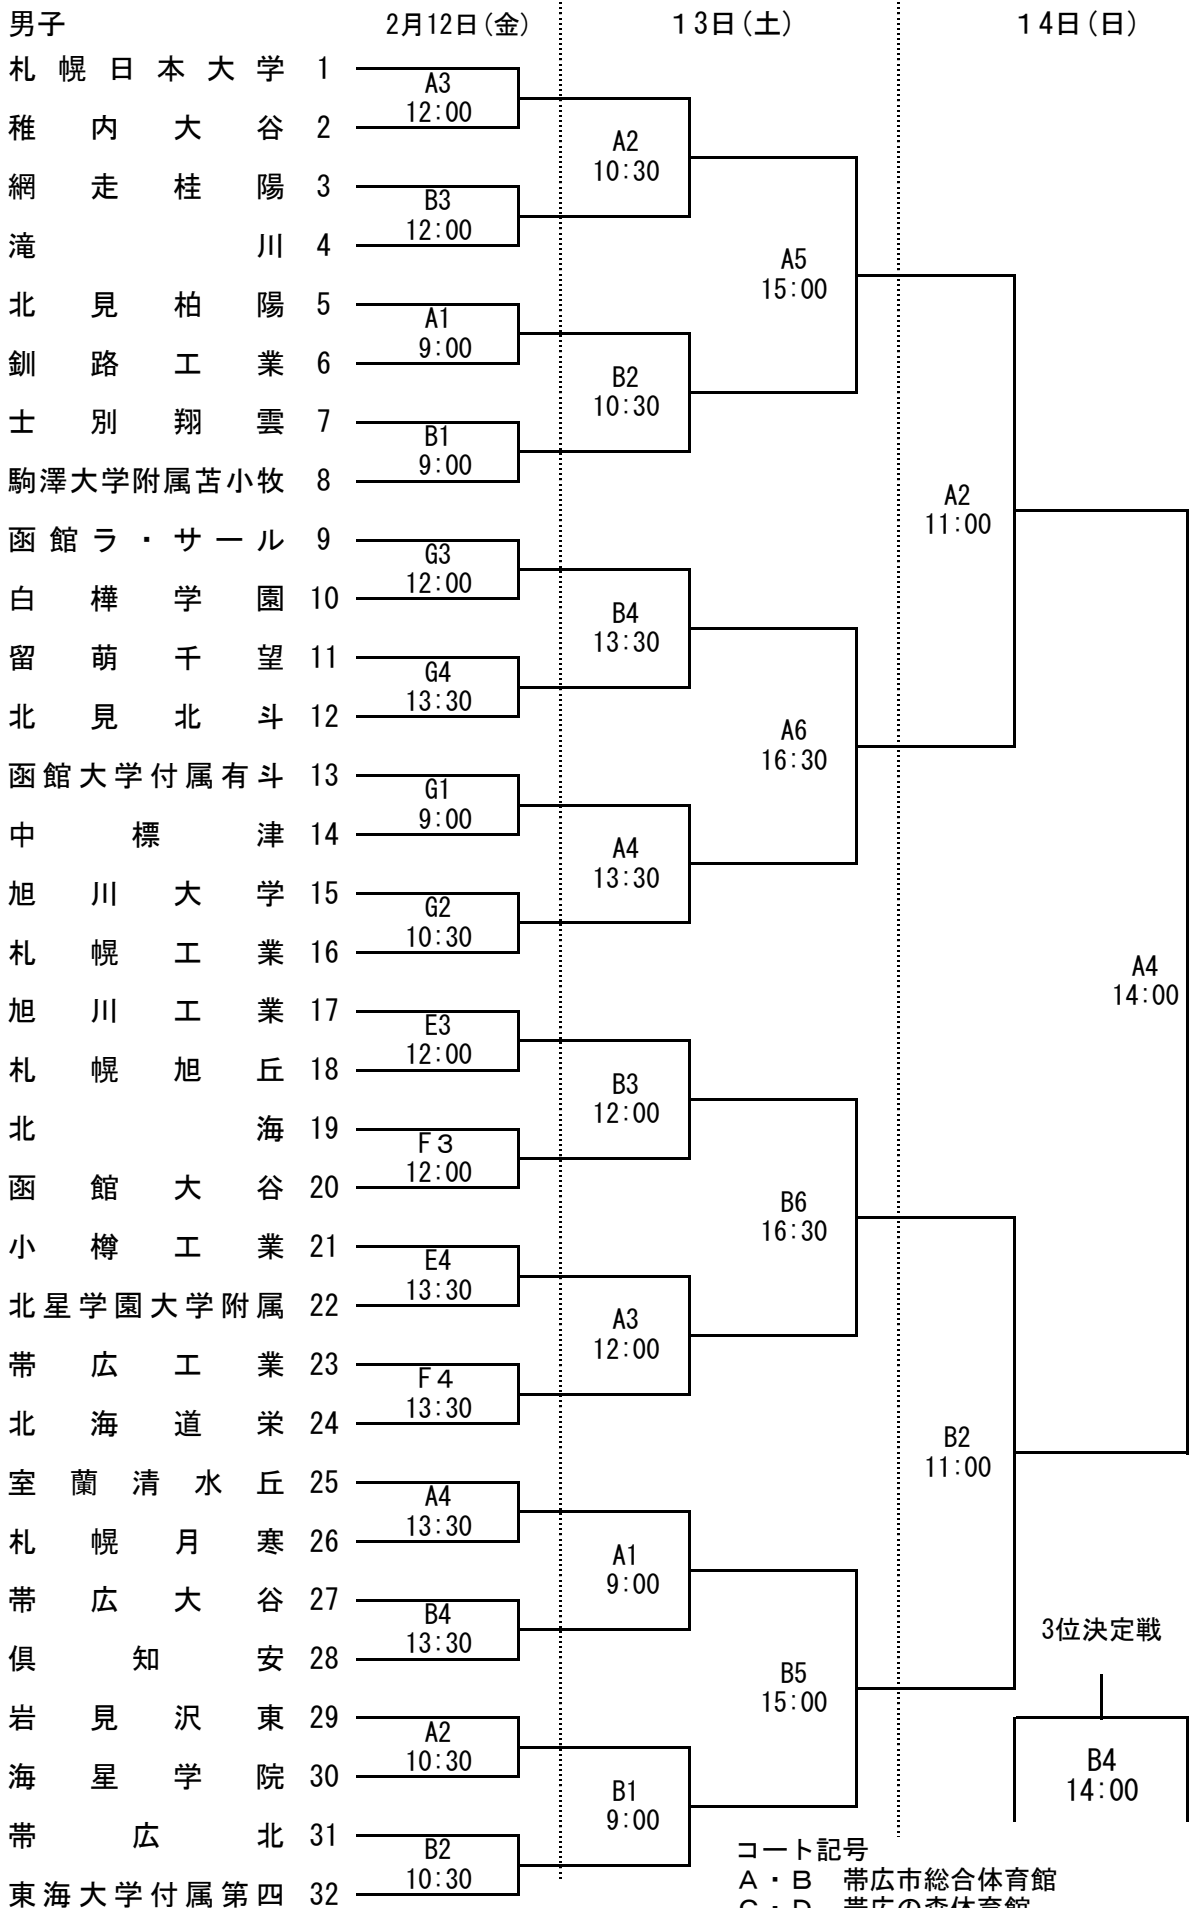 男子 2月12日(金) 13日(土) 14日(日)
札幌日本大学 1
A3
12:00
稚内大谷 2
A2
10:30
網走桂陽 3
B3
12:00
滝川 4
A5
15:00
北見柏陽 5
A1
9:00
釧路工業 6
B2
10:30
士別翔雲 7
B1
9:00
駒澤大学附属苫小牧 8
A2
11:00
函館ラ・サール 9
G3
12:00
白樺学園 10
B4
13:30
留萌千望 11
G4
13:30
北見北斗 12
A6
16:30
函館大学付属有斗 13
G1
9:00
中標津 14
A4
13:30
旭川大学 15
G2
10:30
札幌工業 16
A4
14:00
旭川工業 17
E3
12:00
札幌旭丘 18
B3
12:00
北海 19
F3
12:00
函館大谷 20
B6
16:30
小樽工業 21
E4
13:30
北星学園大学附属 22
A3
12:00
帯広工業 23
F4
13:30
北海道栄 24
B2
11:00
室蘭清水丘 25
A4
13:30
札幌月寒 26
A1
9:00
帯広大谷 27
B4
13:30
倶知安 28
B5
15:00
岩見沢東 29
A2
10:30
海星学院 30
B1
9:00
帯広北 31
B2
10:30
東海大学付属第四 32
3位決定戦
B4
14:00
コート記号
A・B 帯広市総合体育館
C・D 帯広の森体育館